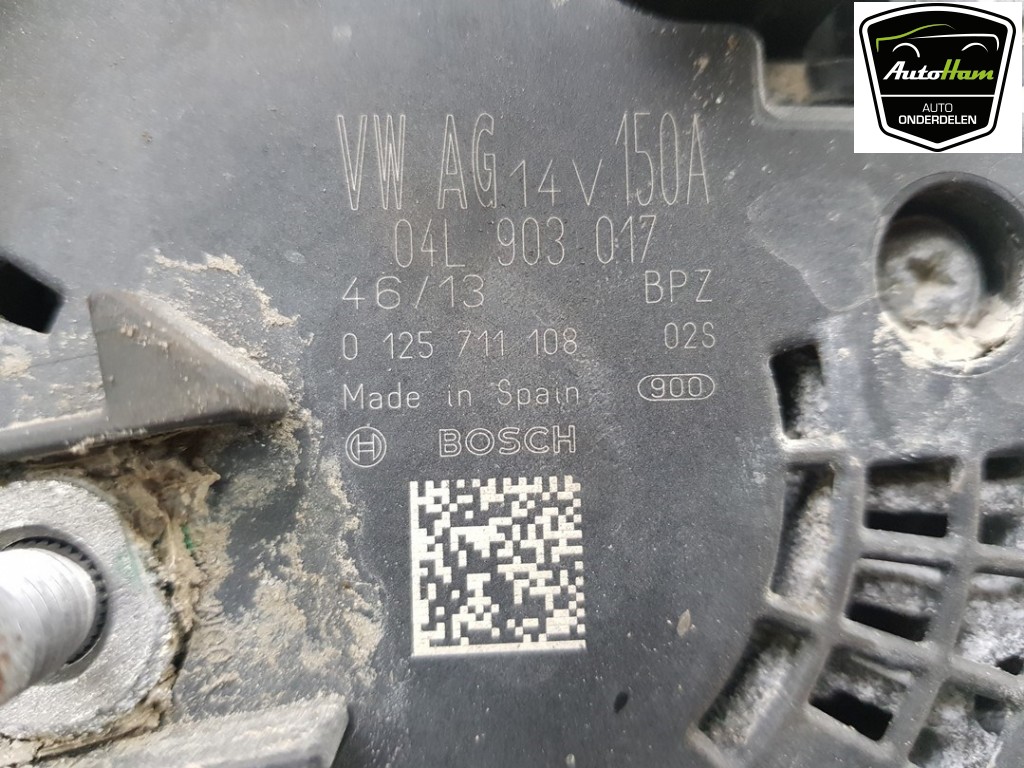 AutoHam
AUTO
ONDERDELEN
VW AG 14V 150A
04L 903 017
46/13 BPZ
0 125 711 108 02S
Made in Spain 900
H BOSCH